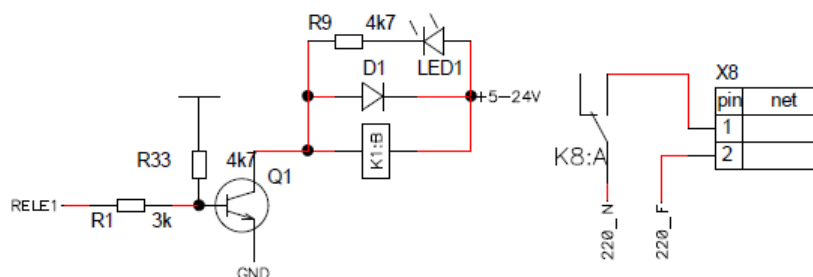 R9 4k7
LED1
D1
+5-24V
K1:B
R33 4k7
Q1
RELE1
R1 3k
GND
K8:A
220_N
220_F
X8
pin net
1
2